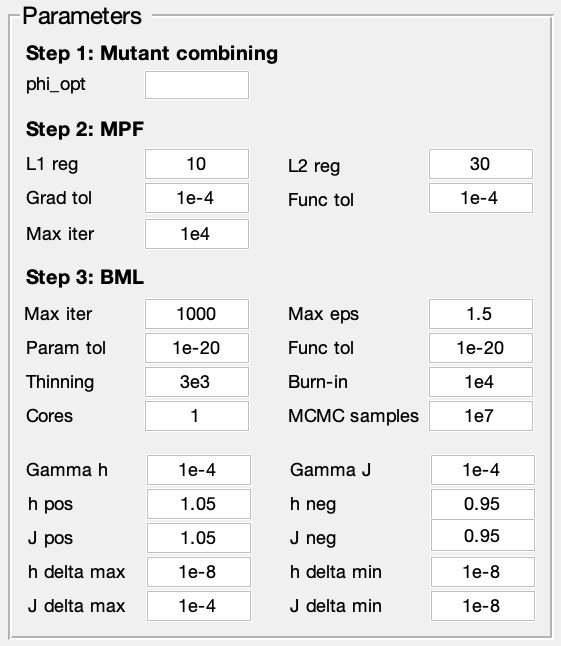 Parameters
Step 1: Mutant combining
phi_opt
Step 2: MPF
L1 reg 10 L2 reg 30
Grad tol 1e-4 Func tol 1e-4
Max iter 1e4
Step 3: BML
Max iter 1000 Max eps 1.5
Param tol 1e-20 Func tol 1e-20
Thinning 3e3 Burn-in 1e4
Cores 1 MCMC samples 1e7
Gamma h 1e-4 Gamma J 1e-4
h pos 1.05 h neg 0.95
J pos 1.05 J neg 0.95
h delta max 1e-8 h delta min 1e-8
J delta max 1e-4 J delta min 1e-8